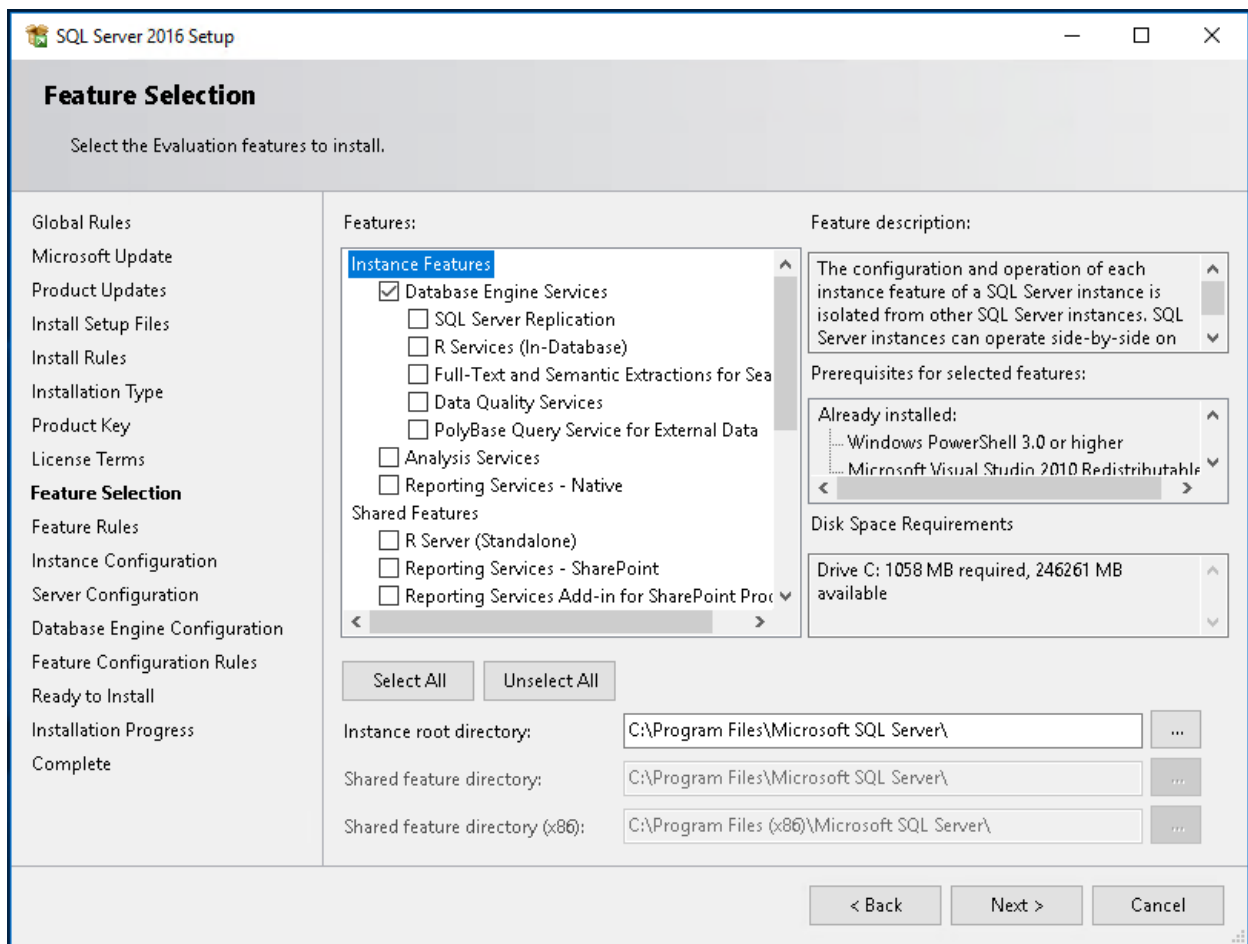 SQL Server 2016 Setup
Feature Selection
Select the Evaluation features to install.
Global Rules
Microsoft Update
Product Updates
Install Setup Files
Install Rules
Installation Type
Product Key
License Terms
Feature Selection
Feature Rules
Instance Configuration
Server Configuration
Database Engine Configuration
Feature Configuration Rules
Ready to Install
Installation Progress
Complete
Features:
Instance Features
Database Engine Services
SQL Server Replication
R Services (In-Database)
Full-Text and Semantic Extractions for Sea
Data Quality Services
PolyBase Query Service for External Data
Analysis Services
Reporting Services - Native
Shared Features
R Server (Standalone)
Reporting Services - SharePoint
Reporting Services Add-in for SharePoint Proc
Feature description:
The configuration and operation of each
instance feature of a SQL Server instance is
isolated from other SQL Server instances. SQL
Server instances can operate side-by-side on
Prerequisites for selected features:
Already installed:
Windows PowerShell 3.0 or higher
Microsoft Visual Studio 2010 Redistributable
Disk Space Requirements
Drive C: 1058 MB required, 246261 MB
available
Select All
Unselect All
Instance root directory:
C:\Program Files\Microsoft SQL Server\
...
Shared feature directory:
C:\Program Files\Microsoft SQL Server\
...
Shared feature directory (x86):
C:\Program Files (x86)\Microsoft SQL Server\
...
< Back
Next >
Cancel